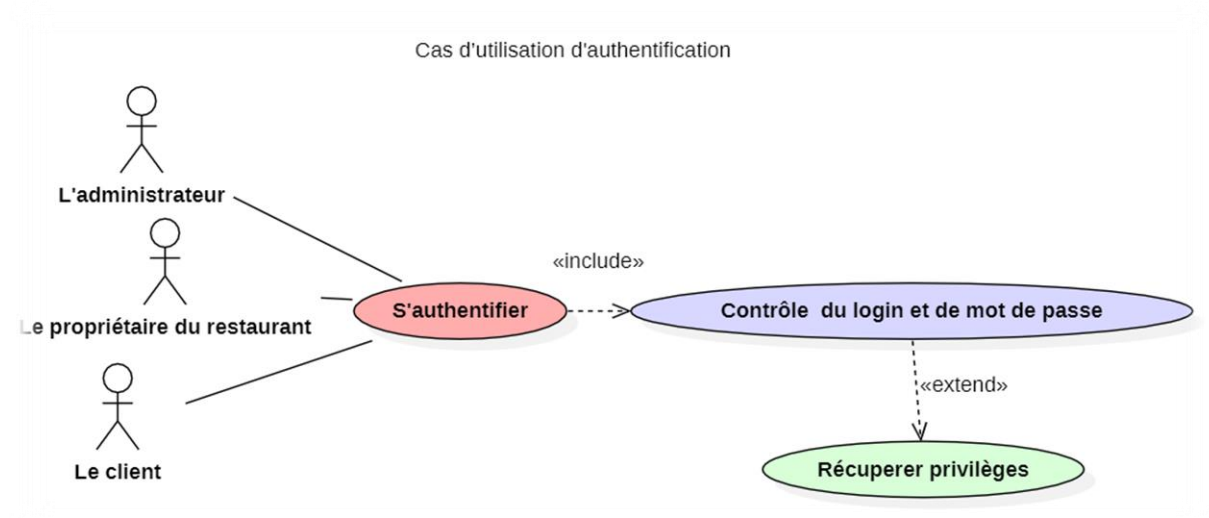 Cas d'utilisation d'authentification
L'administrateur
«include»
S'authentifier
Contrôle du login et de mot de passe
Le propriétaire du restaurant
«extend»
Le client
Récuperer privilèges